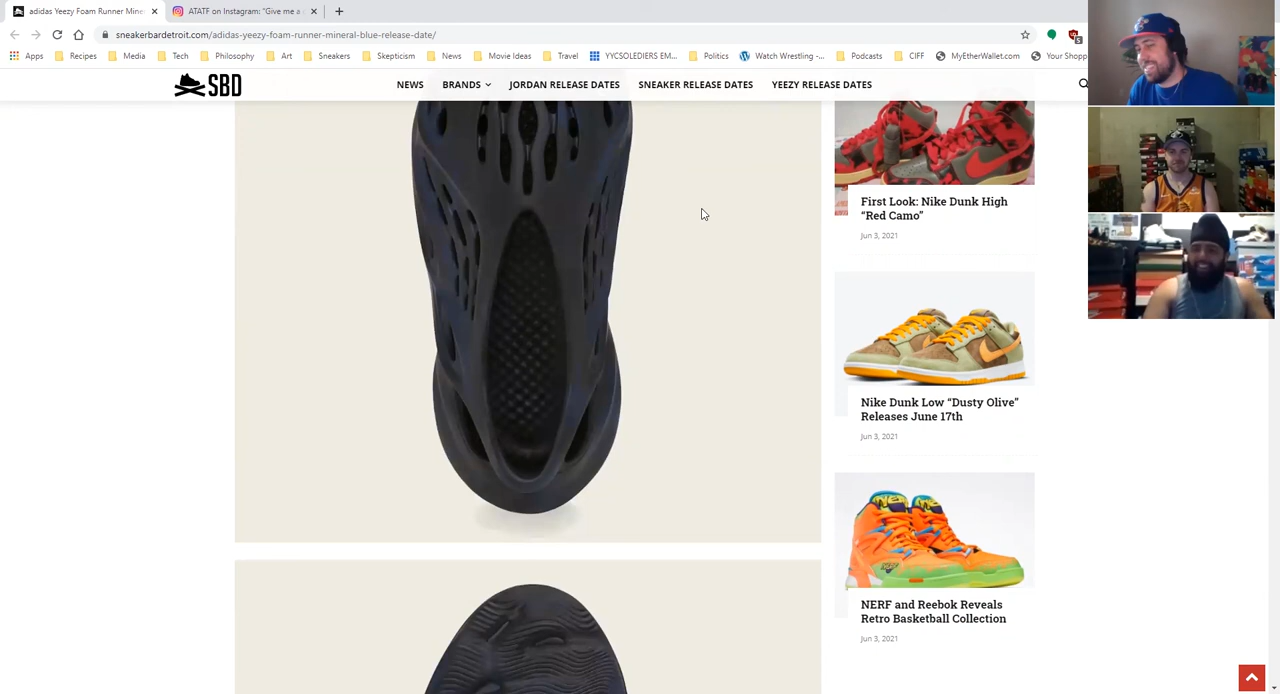 adidas Yeezy Foam Runner Mine
ATATF on Instagram: "Give me a
sneakerbardetroit.com/adidas-yeezy-foam-runner-mineral-blue-release-date/
Apps Recipes Media Tech Philosophy Art Sneakers Skepticism News Movie Ideas Travel YYCSOLEDIERS EM... Politics Watch Wrestling -... Podcasts CIFF MyEtherWallet.com Your Shopp
SBD
NEWS BRANDS JORDAN RELEASE DATES SNEAKER RELEASE DATES YEEZY RELEASE DATES
First Look: Nike Dunk High
"Red Camo"
Jun 3, 2021
Nike Dunk Low "Dusty Olive"
Releases June 17th
Jun 3, 2021
NERF and Reebok Reveals
Retro Basketball Collection
Jun 3, 2021